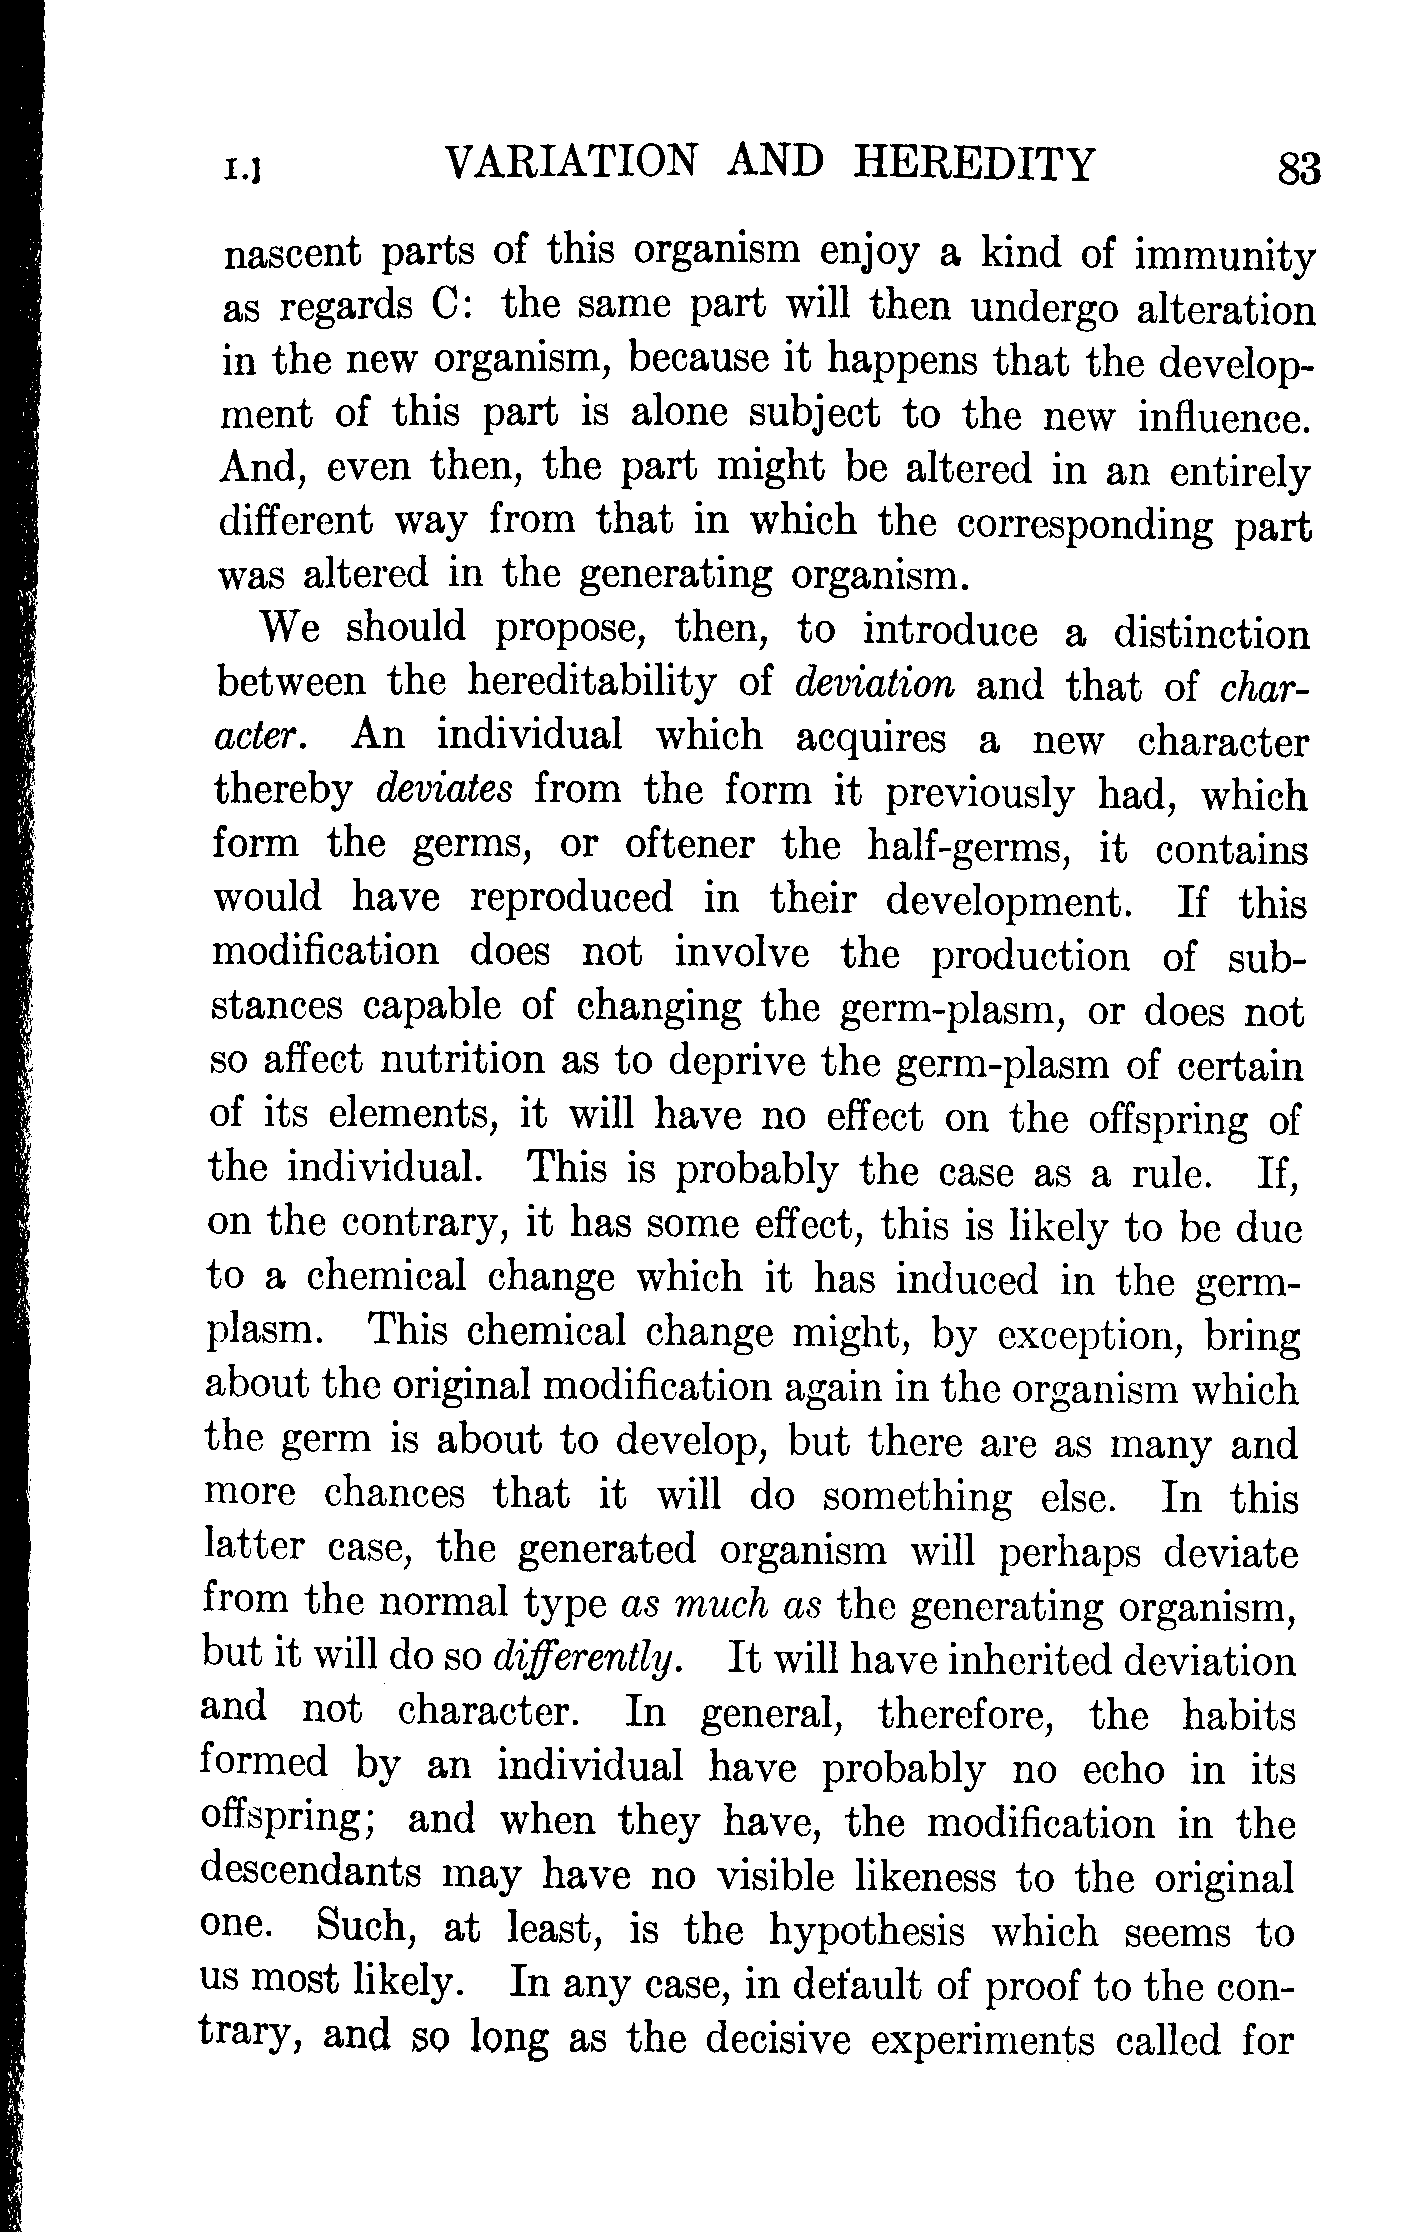 I.] VARIATION AND HEREDITY 83
nascent parts of this organism enjoy a kind of immunity
as regards C: the same part will then undergo alteration
in the new organism, because it happens that the develop-
ment of this part is alone subject to the new influence.
And, even then, the part might be altered in an entirely
different way from that in which the corresponding part
was altered in the generating organism.
We should propose, then, to introduce a distinction
between the hereditability of deviation and that of char-
acter. An individual which acquires a new character
thereby deviates from the form it previously had, which
form the germs, or oftener the half-germs, it contains
would have reproduced in their development. If this
modification does not involve the production of sub-
stances capable of changing the germ-plasm, or does not
so affect nutrition as to deprive the germ-plasm of certain
of its elements, it will have no effect on the offspring of
the individual. This is probably the case as a rule. If,
on the contrary, it has some effect, this is likely to be due
to a chemical change which it has induced in the germ-
plasm. This chemical change might, by exception, bring
about the original modification again in the organism which
the germ is about to develop, but there are as many and
more chances that it will do something else. In this
latter case, the generated organism will perhaps deviate
from the normal type as much as the generating organism,
but it will do so differently. It will have inherited deviation
and not character. In general, therefore, the habits
formed by an individual have probably no echo in its
offspring; and when they have, the modification in the
descendants may have no visible likeness to the original
one. Such, at least, is the hypothesis which seems to
us most likely. In any case, in default of proof to the con-
trary, and so long as the decisive experiments called for